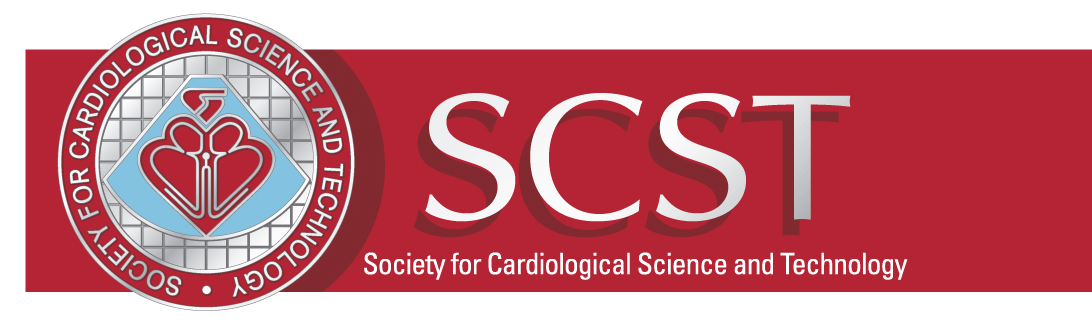 SOCIETY FOR CARDIOLOGICAL SCIENCE AND TECHNOLOGY •
SCST
Society for Cardiological Science and Technology